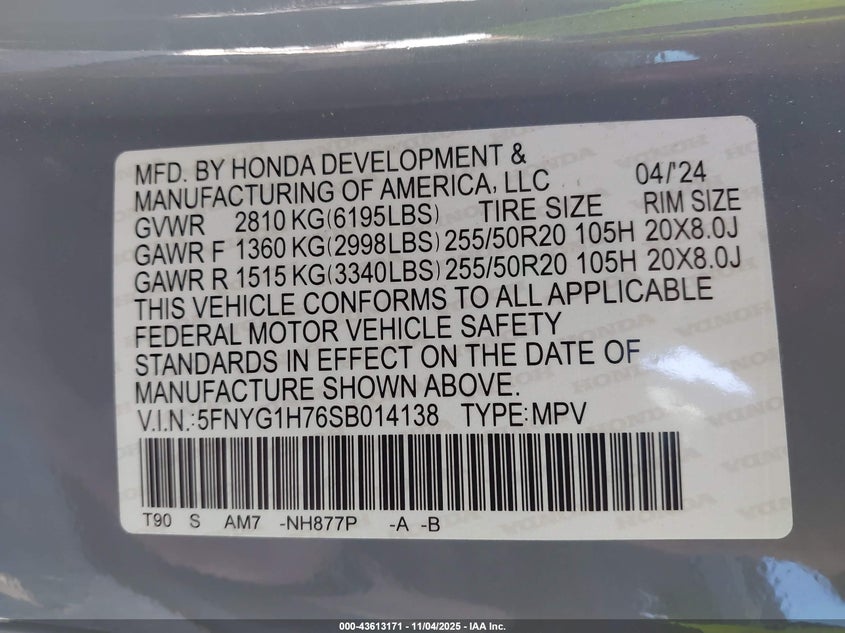 MFD. BY HONDA DEVELOPMENT &
MANUFACTURING OF AMERICA, LLC 04/'24
GVWR 2810 KG(6195LBS) TIRE SIZE RIM SIZE
GAWR F 1360 KG(2998LBS) 255/50R20 105H 20X8.0J
GAWR R 1515 KG(3340LBS) 255/50R20 105H 20X8.0J
THIS VEHICLE CONFORMS TO ALL APPLICABLE
FEDERAL MOTOR VEHICLE SAFETY
STANDARDS IN EFFECT ON THE DATE OF
MANUFACTURE SHOWN ABOVE.
V.I.N.:5FNYG1H76SB014138 TYPE:MPV
T90 S AM7 -NH877P -A -B
000-43613171 - 11/04/2025 - IAA Inc.